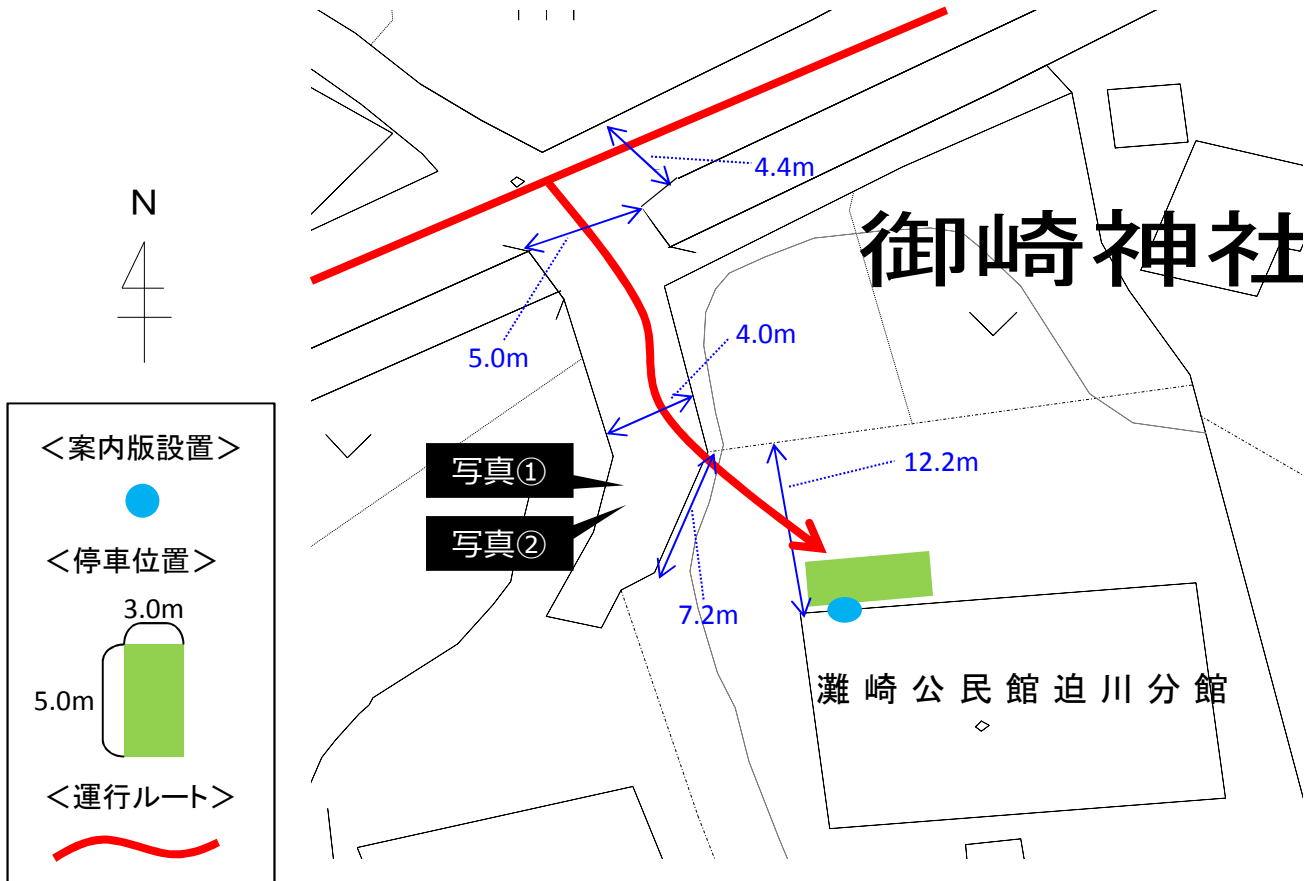 N
＜案内版設置＞
＜停車位置＞
3.0m
5.0m
＜運行ルート＞
4.4m
御崎神社
5.0m
4.0m
写真①
写真②
12.2m
7.2m
灘崎公民館迫川分館